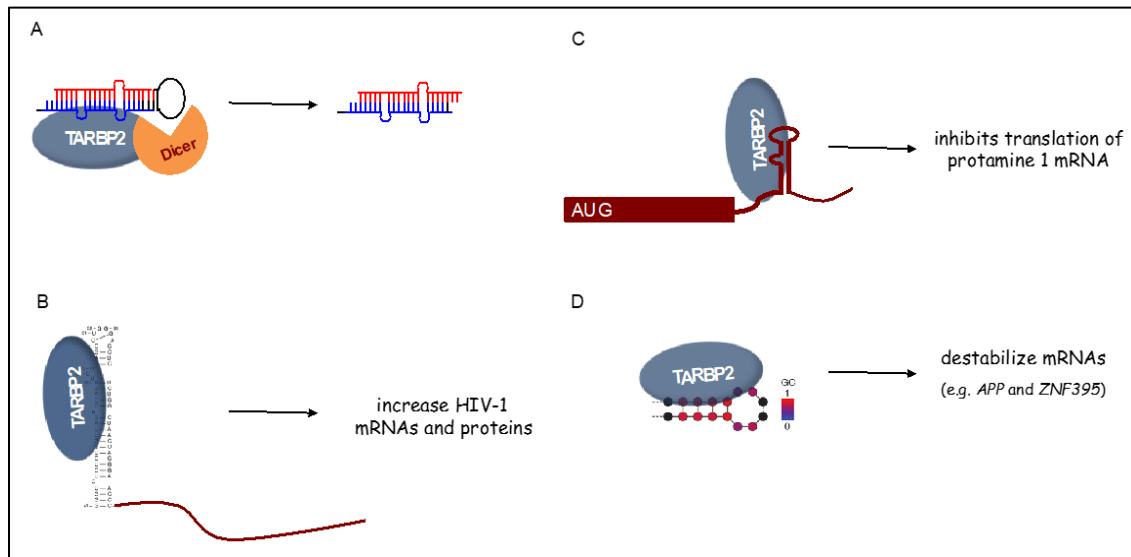 A
TARBP2
Dicer
B
TARBP2
increase HIV-1
mRNAs and proteins
C
TARBP2
AUG
inhibits translation of
protamine 1 mRNA
D
TARBP2
GC
1
0
destabilize mRNAs
(e.g. APP and ZNF395)